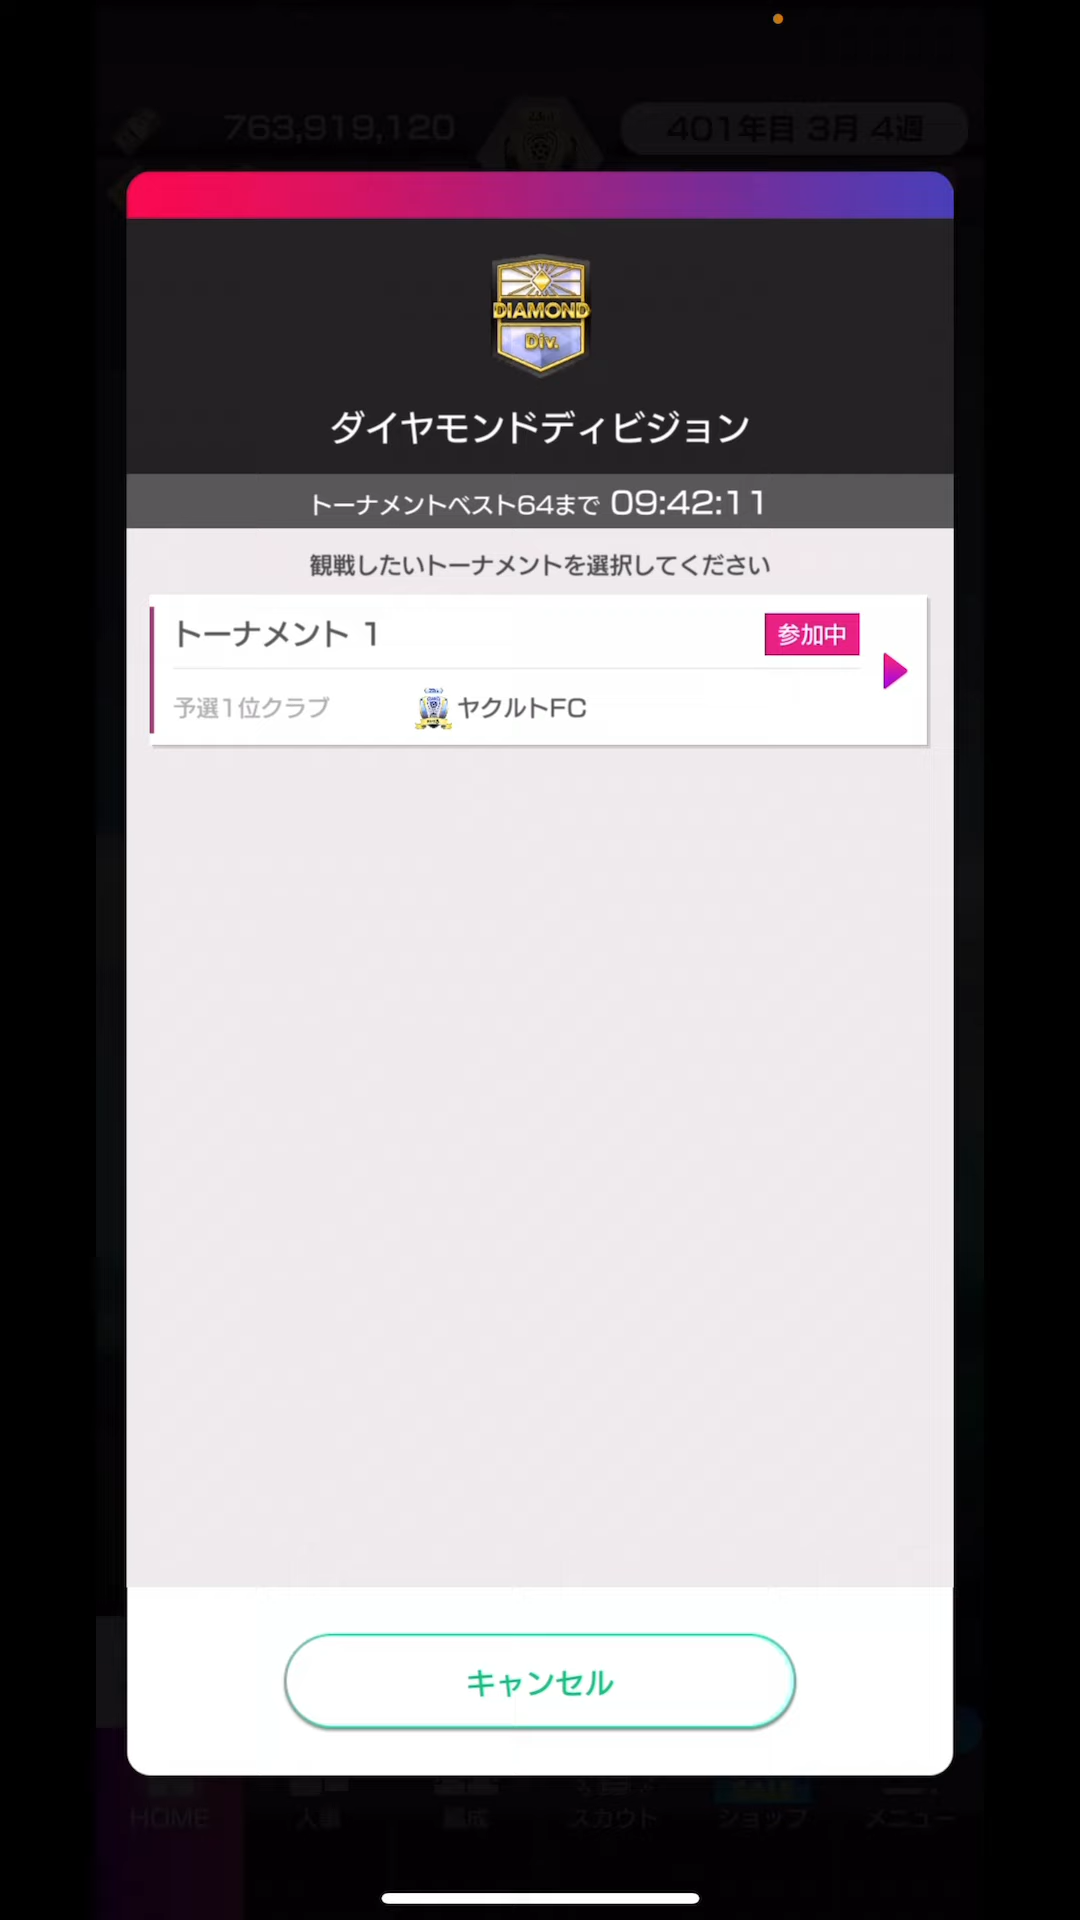 763,919,120
401年目 3月 4週
DIAMOND
Div.
ダイヤモンドディビジョン
トーナメントベスト64まで 09:42:11
観戦したいトーナメントを選択してください
トーナメント 1
参加中
予選1位クラブ
ヤクルトFC
キャンセル
HOME
人事
編成
スカウト
ショップ
メニュー